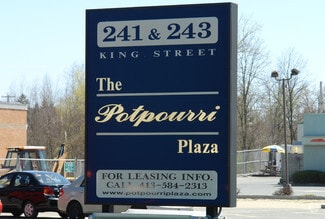 241 & 243
KING STREET
The
Potpourri
Plaza
FOR LEASING INFO.
CALL 413-584-2313
www.potpourriplaza.com